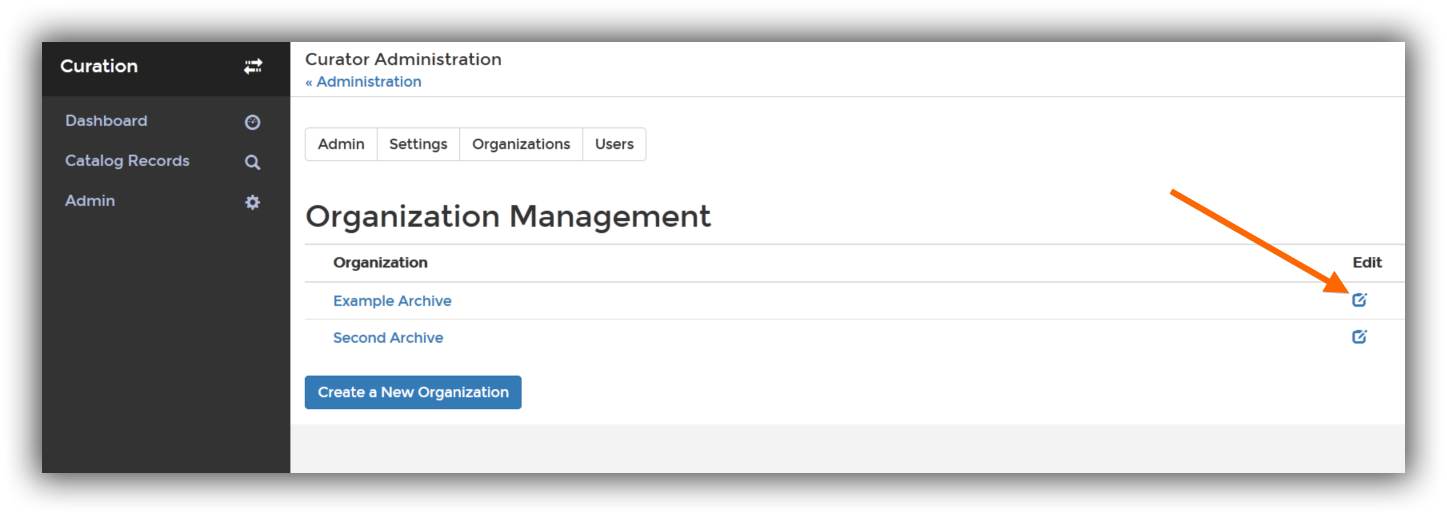 Curation
Dashboard
Catalog Records
Admin
Curator Administration
« Administration
Admin Settings Organizations Users
Organization Management
Organization Edit
Example Archive
Second Archive
Create a New Organization